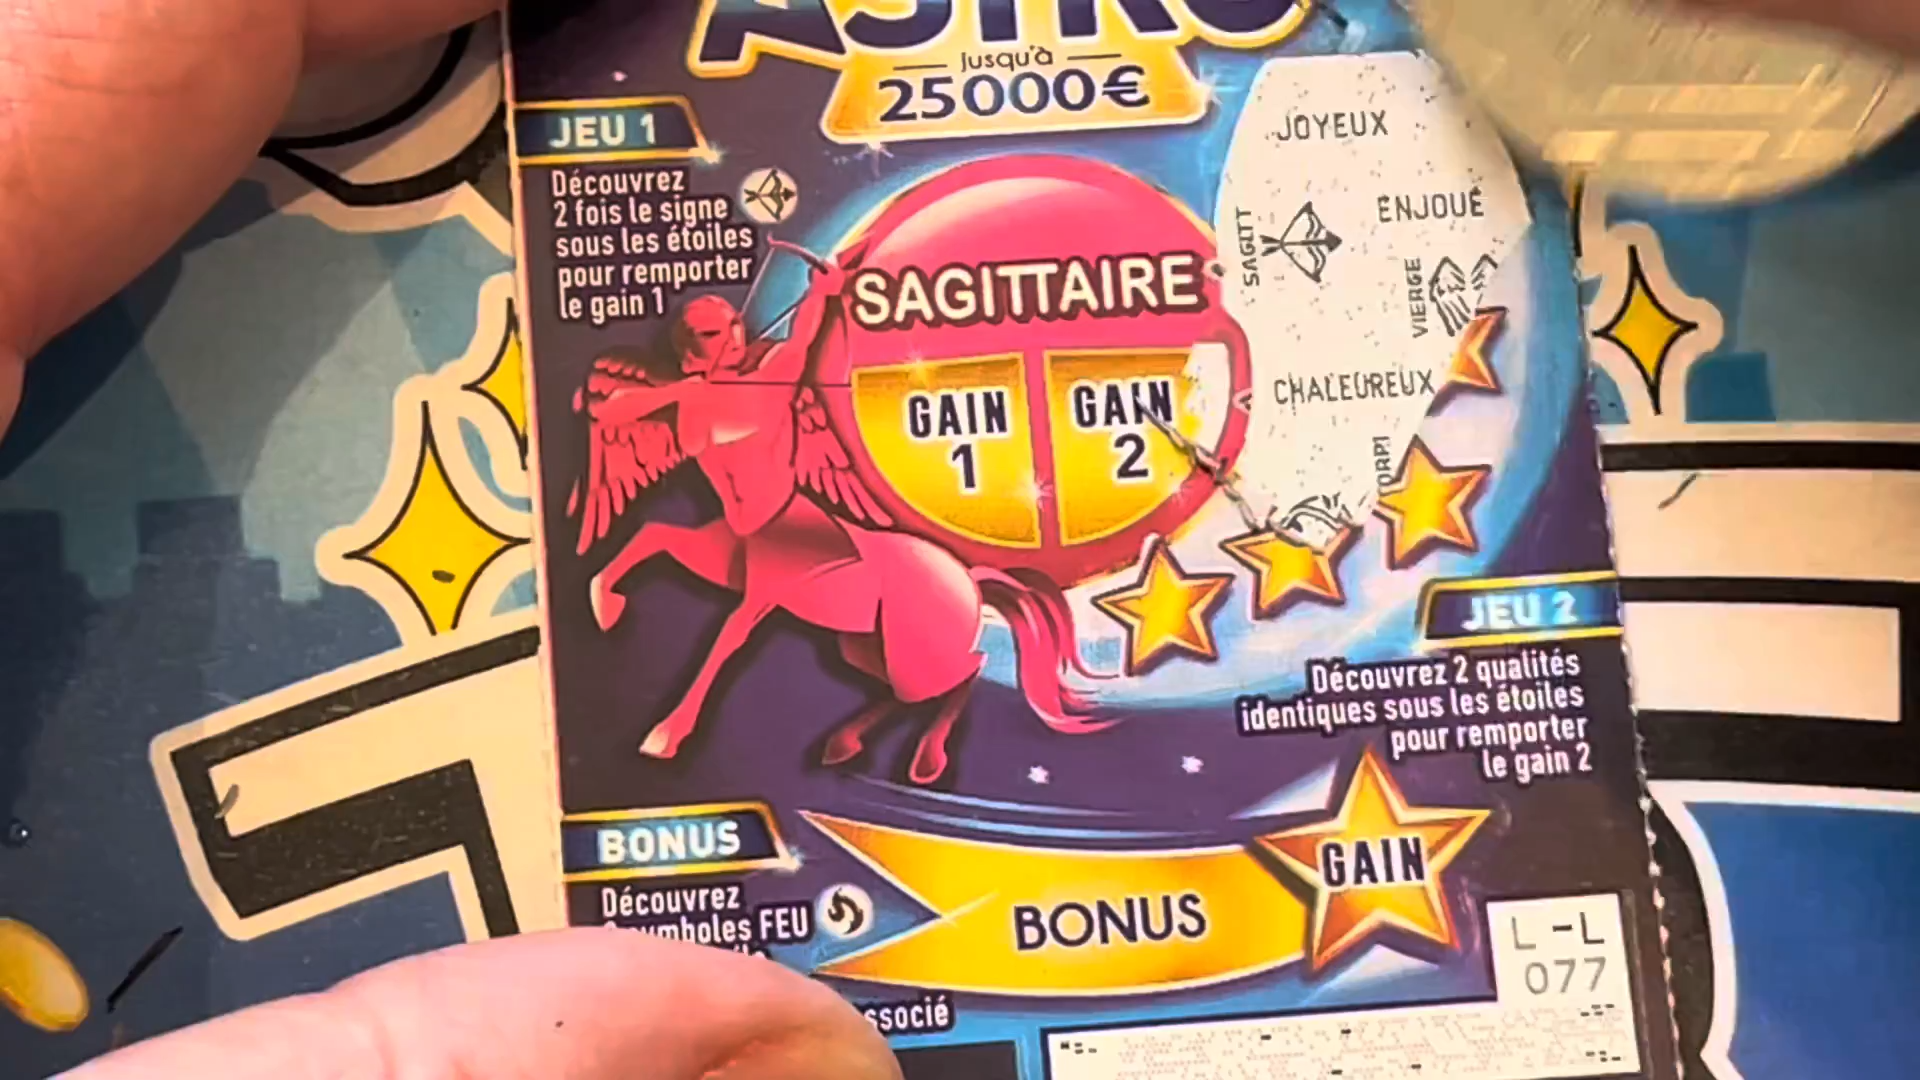 ASTRO
Jusqu'à
25000€
JEU 1
Découvrez
2 fois le signe
sous les étoiles
pour remporter
le gain 1
JOYEUX
ENJOUÉ
SAGITT
VIERGE
CHALEUREUX
SAGITTAIRE
GAIN
1
GAIN
2
JEU 2
Découvrez 2 qualités
identiques sous les étoiles
pour remporter
le gain 2
BONUS
Découvrez
symboles FEU
BONUS
GAIN
L-L
077